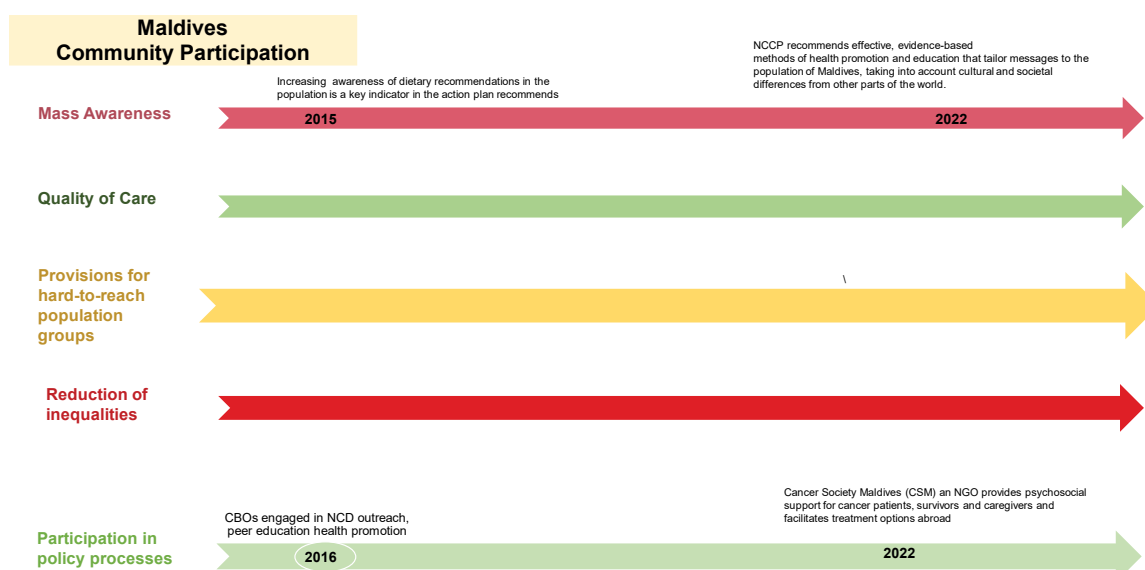 Maldives
Community Participation
Increasing awareness of dietary recommendations in the
population is a key indicator in the action plan recommends
NCCP recommends effective, evidence-based
methods of health promotion and education that tailor messages to the
population of Maldives, taking into account cultural and societal
differences from other parts of the world.
Mass Awareness
2015
2022
Quality of Care
Provisions for
hard-to-reach
population
groups
\
Reduction of
inequalities
CBOs engaged in NCD outreach,
peer education health promotion
Cancer Society Maldives (CSM) an NGO provides psychosocial
support for cancer patients, survivors and caregivers and
facilitates treatment options abroad
Participation in
policy processes
2016
2022